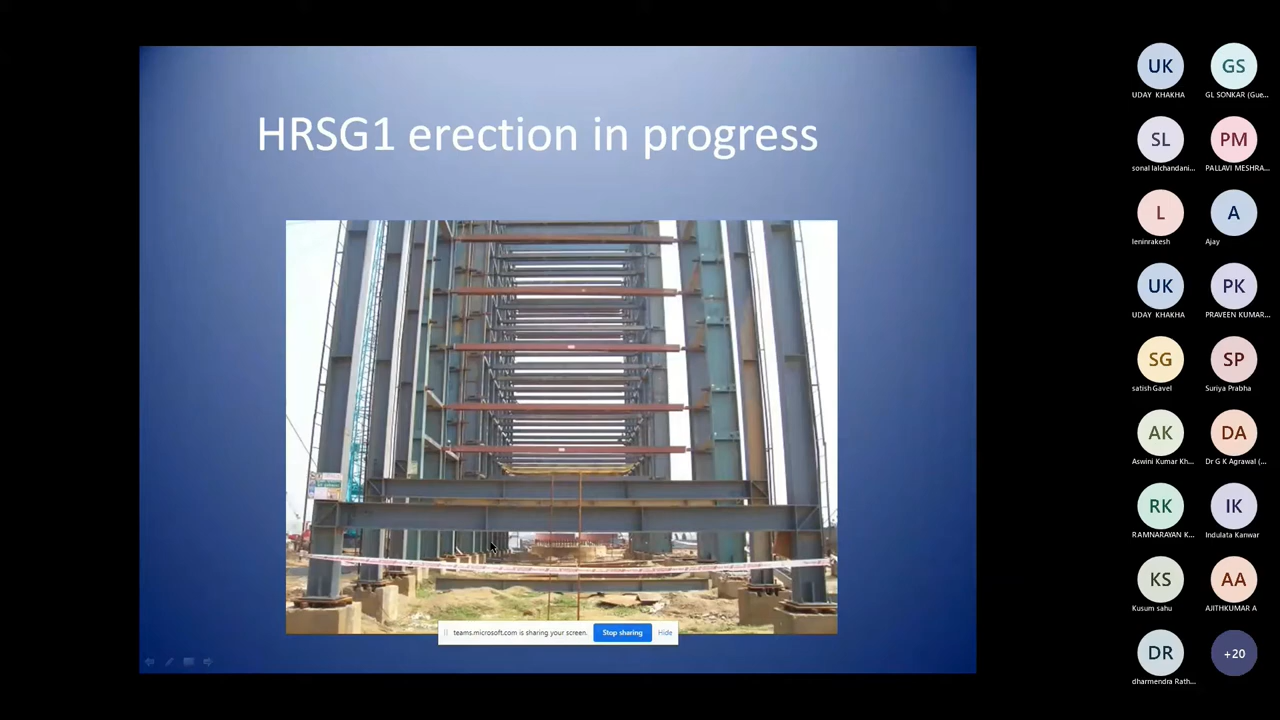 HRSG1 erection in progress
teams.microsoft.com is sharing your screen.
Stop sharing
Hide
UK
UDAY KHAKHA
GS
GL SONKAR (Gue...
SL
sonal lalchandani...
PM
PALLAVI MESHRA...
L
leninrakesh
A
Ajay
UK
UDAY KHAKHA
PK
PRAVEEN KUMAR...
SG
satish Gavel
SP
Suriya Prabha
AK
Aswini Kumar Kh...
DA
Dr G K Agrawal (...
RK
RAMNARAYAN K...
IK
Indulata Kanwar
KS
Kusum sahu
AA
AJITHKUMAR A
DR
dharmendra Rath...
+20